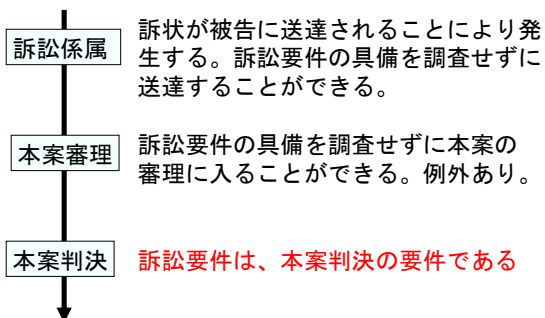 訴訟係属
訴状が被告に送達されることにより発
生する。訴訟要件の具備を調査せずに
送達することができる。
本案審理
訴訟要件の具備を調査せずに本案の
審理に入ることができる。例外あり。
本案判決
訴訟要件は、本案判決の要件である